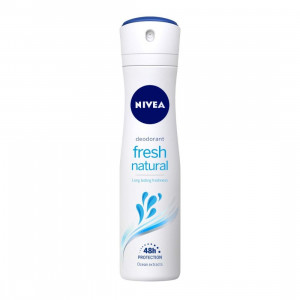 NIVEA
deodorant
fresh
natural
Long lasting freshness
48h
PROTECTION
Ocean extracts